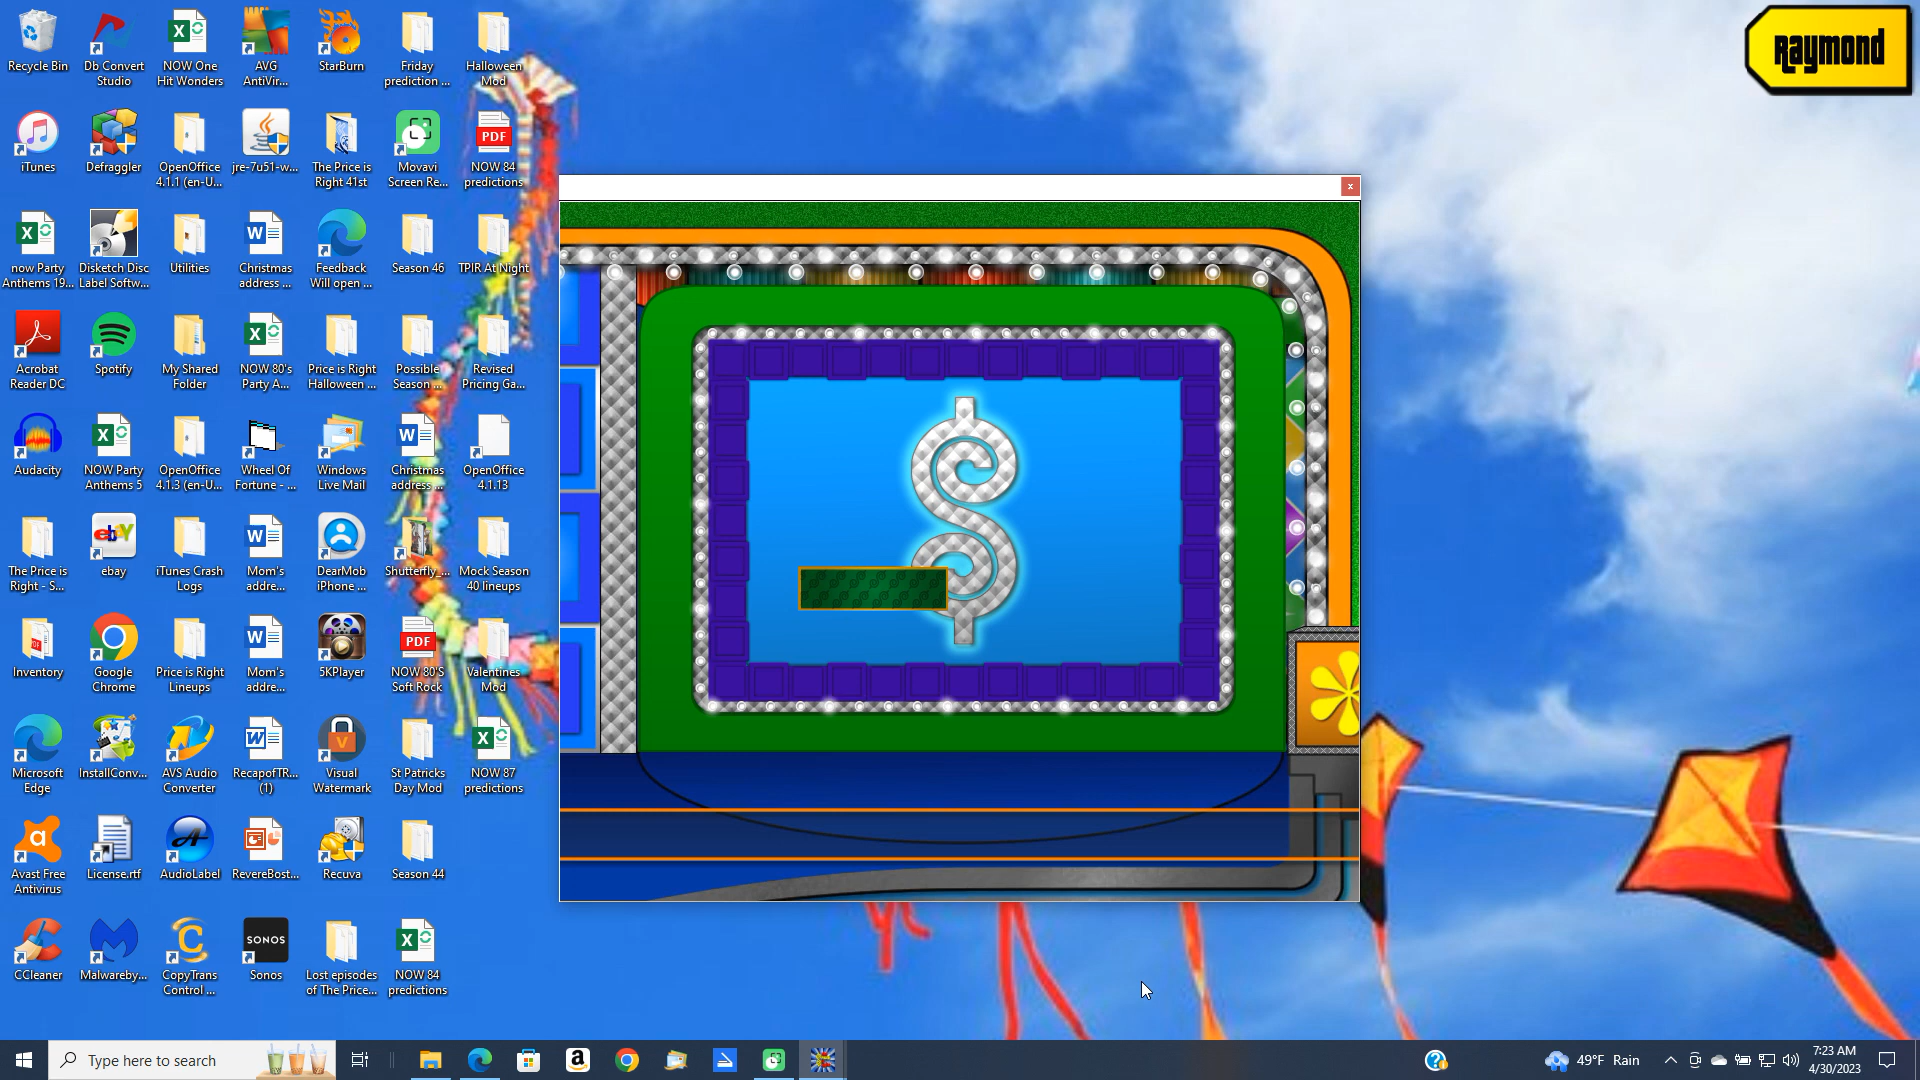 Recycle Bin
Db Convert
Studio
NOW One
Hit Wonders
AVG
AntiVir...
StarBurn
Friday
prediction ...
Halloween
Mod
Raymond
iTunes
Defraggler
OpenOffice
4.1.1 (en-U...
jre-7u51-w...
The Price is
Right 41st
Movavi
Screen Re...
PDF
NOW 84
predictions
now Party
Anthems 19...
Disketch Disc
Label Softw...
Utilities
Christmas
address ...
Feedback
Will open ...
Season 46
TPIR At Night
Acrobat
Reader DC
Spotify
My Shared
Folder
NOW 80's
Party A...
Price is Right
Halloween ...
Possible
Season ...
Revised
Pricing Ga...
Audacity
NOW Party
Anthems 5
OpenOffice
4.1.3 (en-U...
Wheel Of
Fortune - ...
Windows
Live Mail
Christmas
address ...
OpenOffice
4.1.13
The Price is
Right - S...
ebay
ebay
iTunes Crash
Logs
Mom's
addre...
DearMob
iPhone ...
Shutterfly_...
Mock Season
40 lineups
Inventory
Google
Chrome
Price is Right
Lineups
Mom's
addre...
5KPlayer
PDF
NOW 80'S
Soft Rock
Valentines
Mod
Microsoft
Edge
InstallConv...
AVS Audio
Converter
RecapofTR...
(1)
Visual
Watermark
St Patricks
Day Mod
NOW 87
predictions
Avast Free
Antivirus
License.rtf
AudioLabel
RevereBost...
Recuva
Season 44
CCleaner
Malwareby...
CopyTrans
Control ...
SONOS
Sonos
Lost episodes
of The Price...
NOW 84
predictions
Type here to search
49°F Rain
7:23 AM
4/30/2023